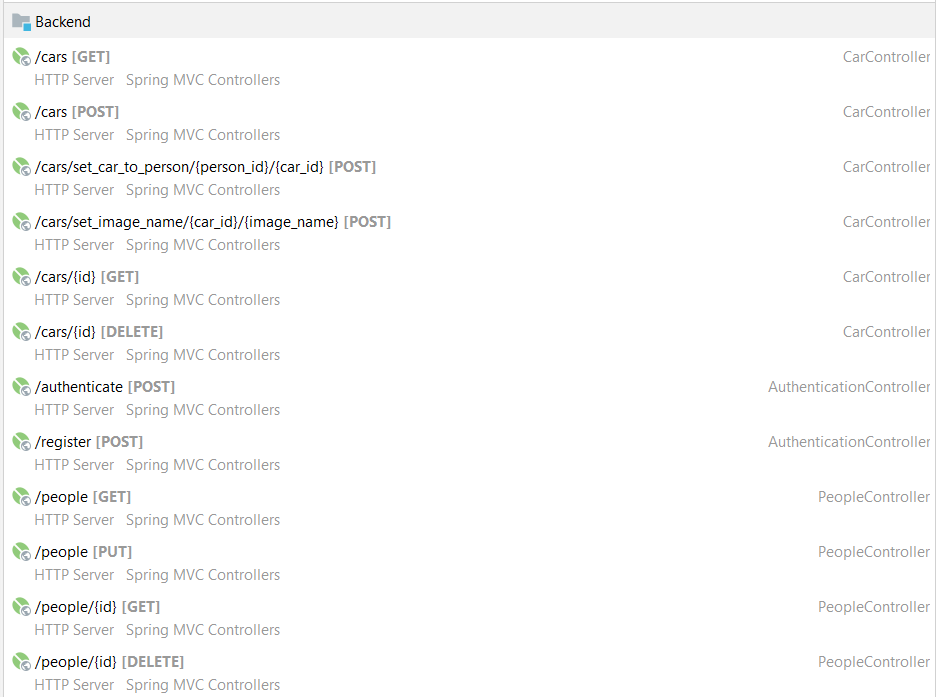 Backend
/cars [GET] CarController
HTTP Server Spring MVC Controllers
/cars [POST] CarController
HTTP Server Spring MVC Controllers
/cars/set_car_to_person/{person_id}/{car_id} [POST] CarController
HTTP Server Spring MVC Controllers
/cars/set_image_name/{car_id}/{image_name} [POST] CarController
HTTP Server Spring MVC Controllers
/cars/{id} [GET] CarController
HTTP Server Spring MVC Controllers
/cars/{id} [DELETE] CarController
HTTP Server Spring MVC Controllers
/authenticate [POST] AuthenticationController
HTTP Server Spring MVC Controllers
/register [POST] AuthenticationController
HTTP Server Spring MVC Controllers
/people [GET] PeopleController
HTTP Server Spring MVC Controllers
/people [PUT] PeopleController
HTTP Server Spring MVC Controllers
/people/{id} [GET] PeopleController
HTTP Server Spring MVC Controllers
/people/{id} [DELETE] PeopleController
HTTP Server Spring MVC Controllers